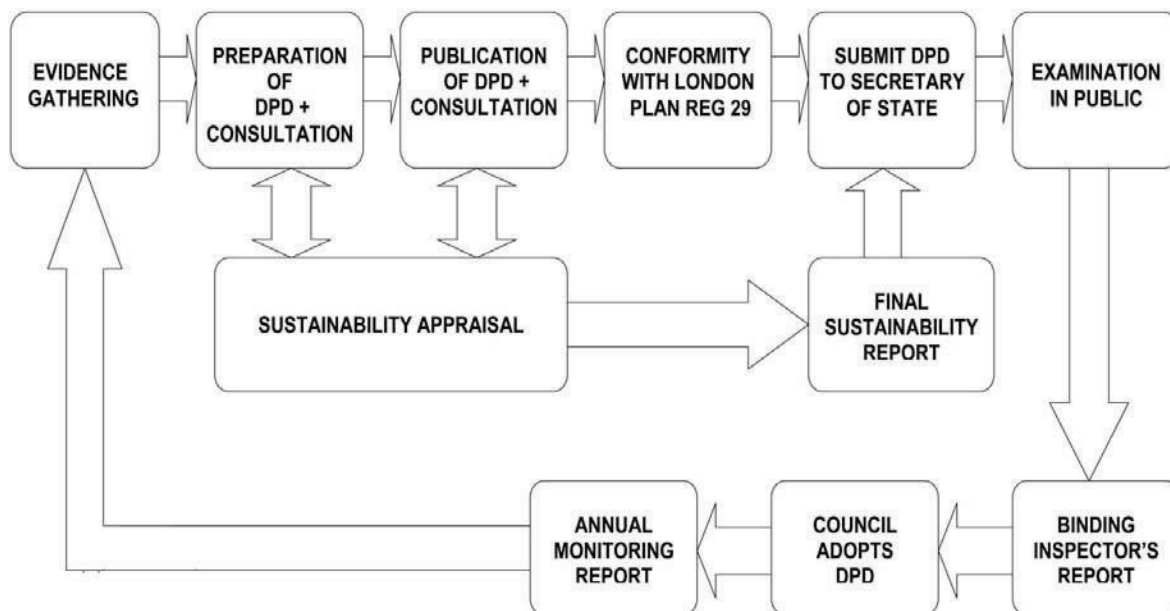 EVIDENCE
GATHERING
PREPARATION
OF
DPD +
CONSULTATION
PUBLICATION
OF DPD +
CONSULTATION
CONFORMITY
WITH LONDON
PLAN REG 29
SUBMIT DPD
TO SECRETARY
OF STATE
EXAMINATION
IN PUBLIC
SUSTAINABILITY APPRAISAL
FINAL
SUSTAINABILITY
REPORT
ANNUAL
MONITORING
REPORT
COUNCIL
ADOPTS
DPD
BINDING
INSPECTOR'S
REPORT